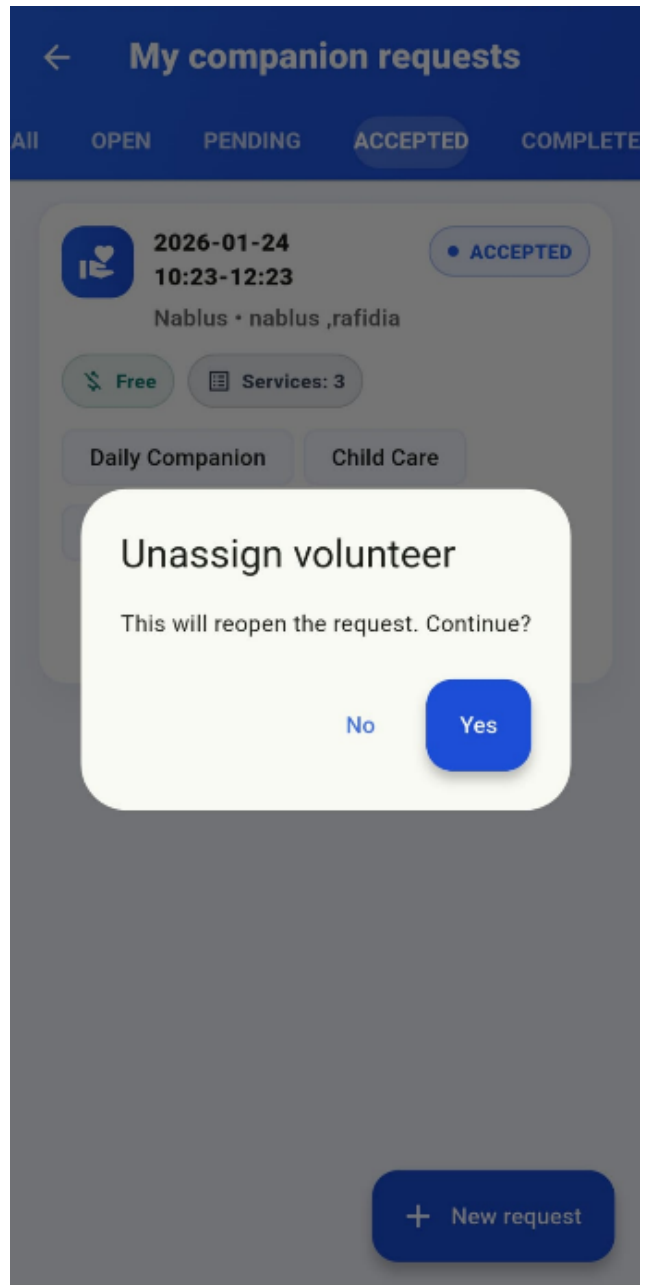 My companion requests
All OPEN PENDING ACCEPTED COMPLETE
2026-01-24
10:23-12:23
ACCEPTED
Nablus • nablus ,rafidia
Free
Services: 3
Daily Companion
Child Care
Unassign volunteer
This will reopen the request. Continue?
No
Yes
+ New request